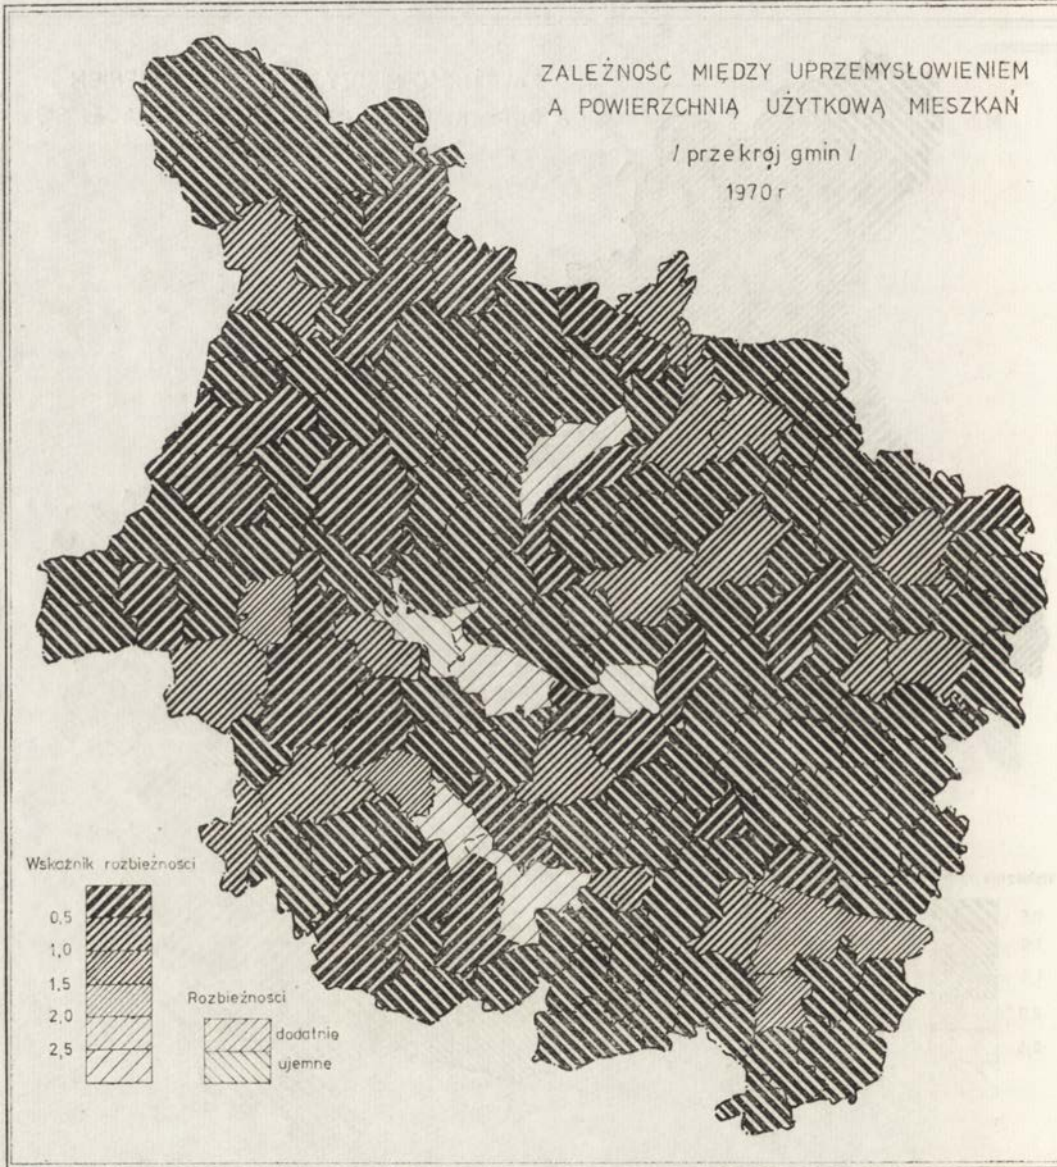 ZALEŻNOŚĆ MIĘDZY UPRZEMYSŁOWIENIEM
A POWIERZCHNIĄ UŻYTKOWĄ MIESZKAŃ
/ przekrój gmin /
1970 r
Wskaźnik rozbieżności
0,5
1,0
1,5
2,0
2,5
Rozbieżności
dodatnie
ujemne